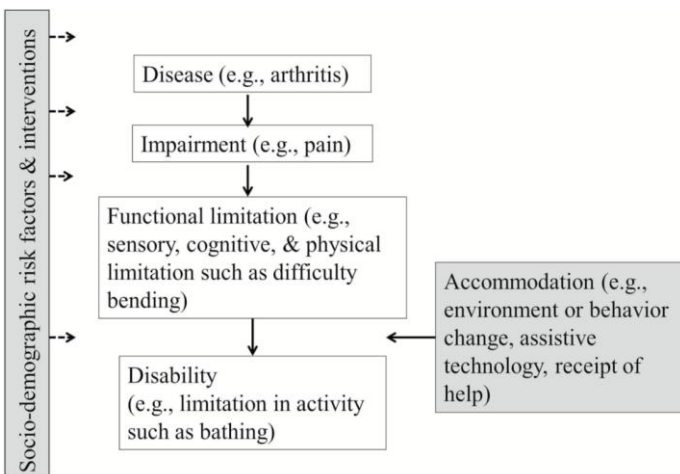 Socio-demographic risk factors & interventions
Disease (e.g., arthritis)
Impairment (e.g., pain)
Functional limitation (e.g.,
sensory, cognitive, & physical
limitation such as difficulty
bending)
Accommodation (e.g.,
environment or behavior
change, assistive
technology, receipt of
help)
Disability
(e.g., limitation in activity
such as bathing)